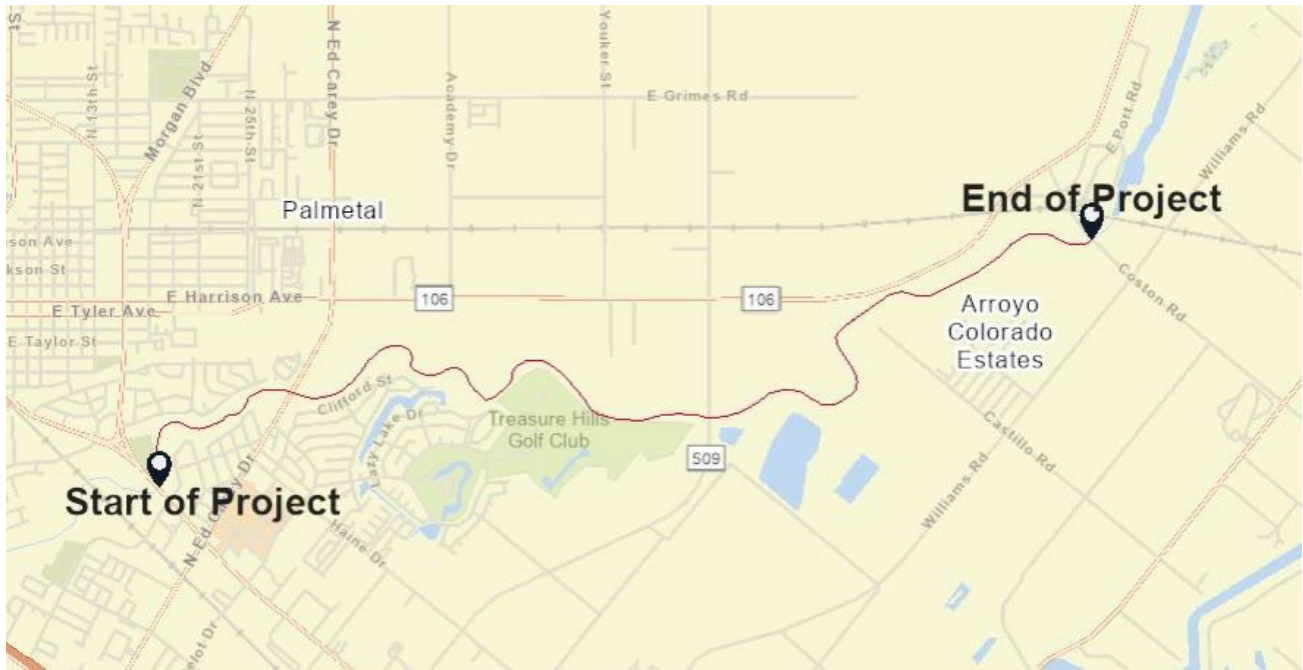 St
N 13th St
Morgan Blvd
N 21st St
N 25th St
N Ed Carey Dr
Academy Dr
Youker St
E Grimes Rd
E Port Rd
Williams Rd
Palmetal
End of Project
son Ave
kson St
E Harrison Ave
106
106
E Tyler Ave
E Taylor St
Arroyo
Colorado
Estates
Coston Rd
Clifford St
Lazy Lake Dr
Treasure Hills
Golf Club
509
Castillo Rd
Williams Rd
Start of Project
N Ed Carey Dr
Haine Dr
elot Dr